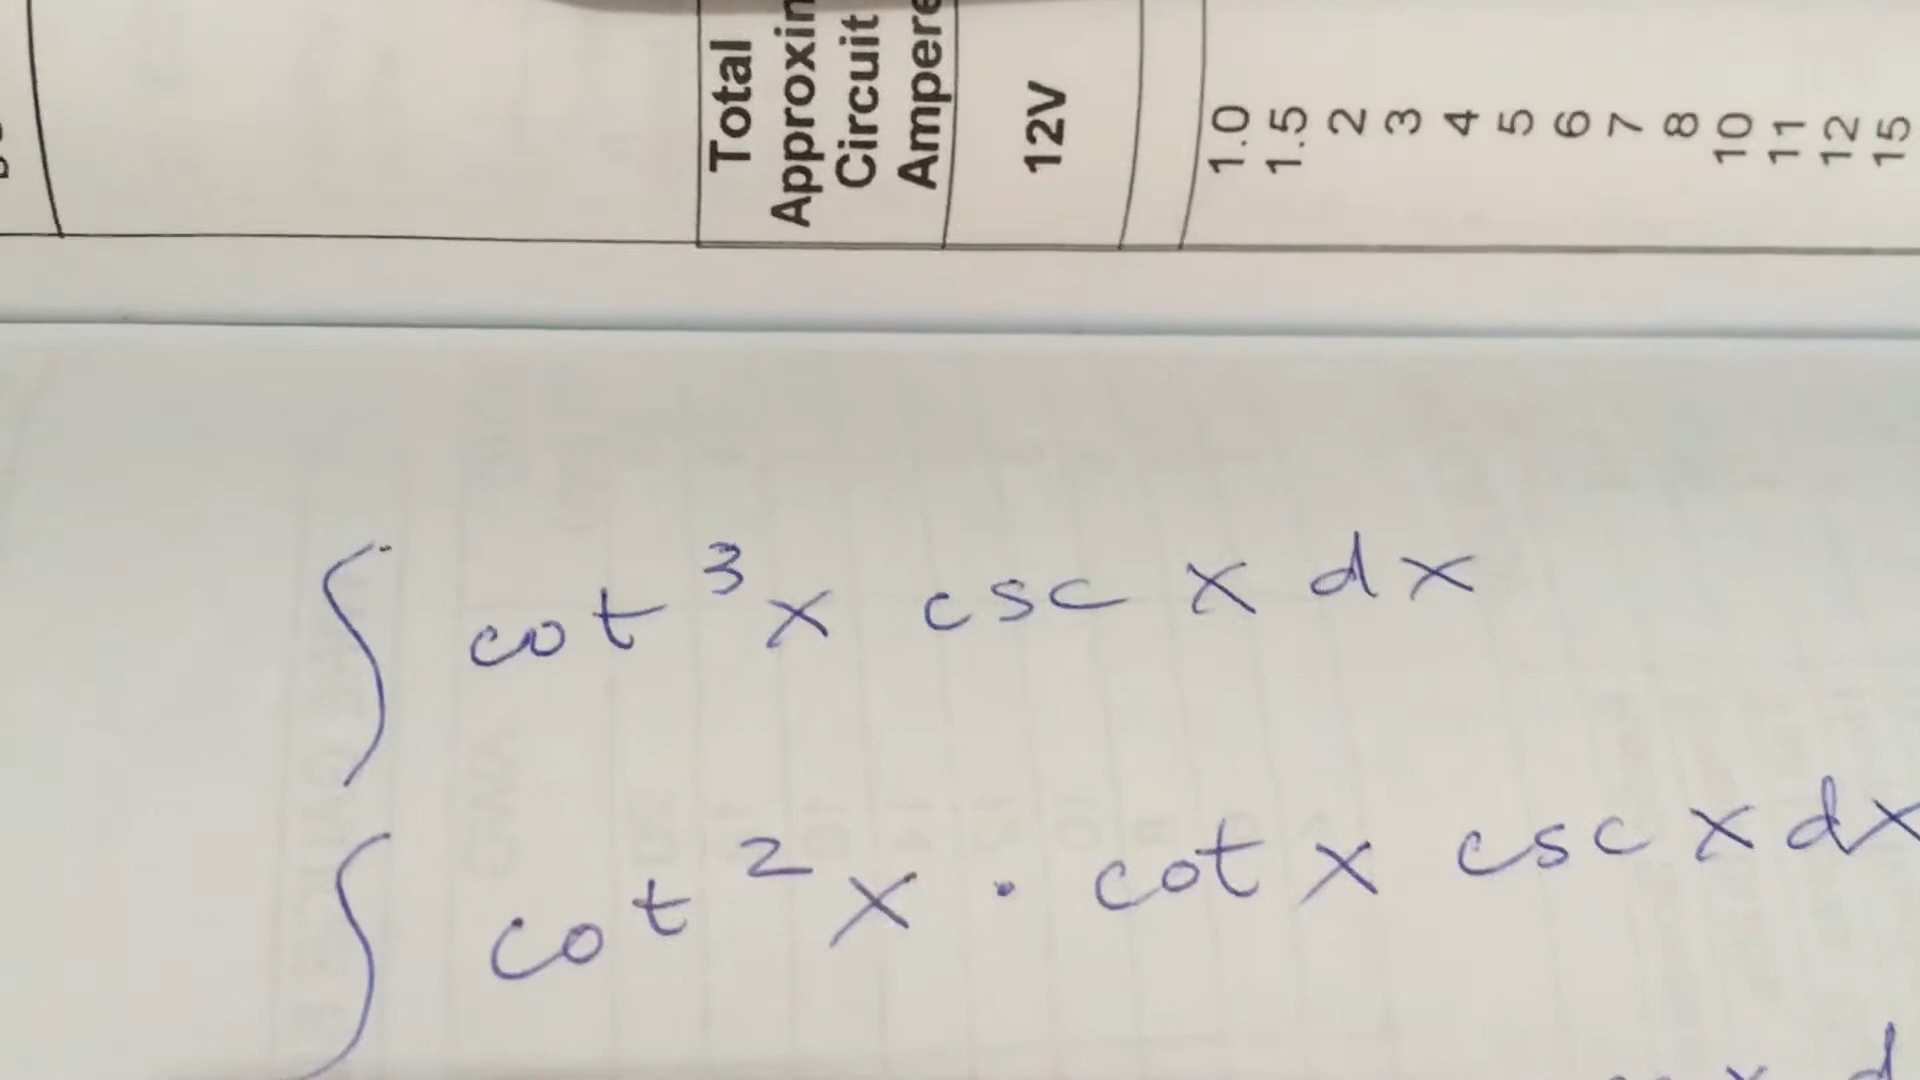 Total
Approxin
Circuit
Ampere
12V
1.0
1.5
2
3
4
5
6
7
8
10
11
12
15
∫ cot³x csc x dx
∫ cot²x · cot x csc x dx
x d